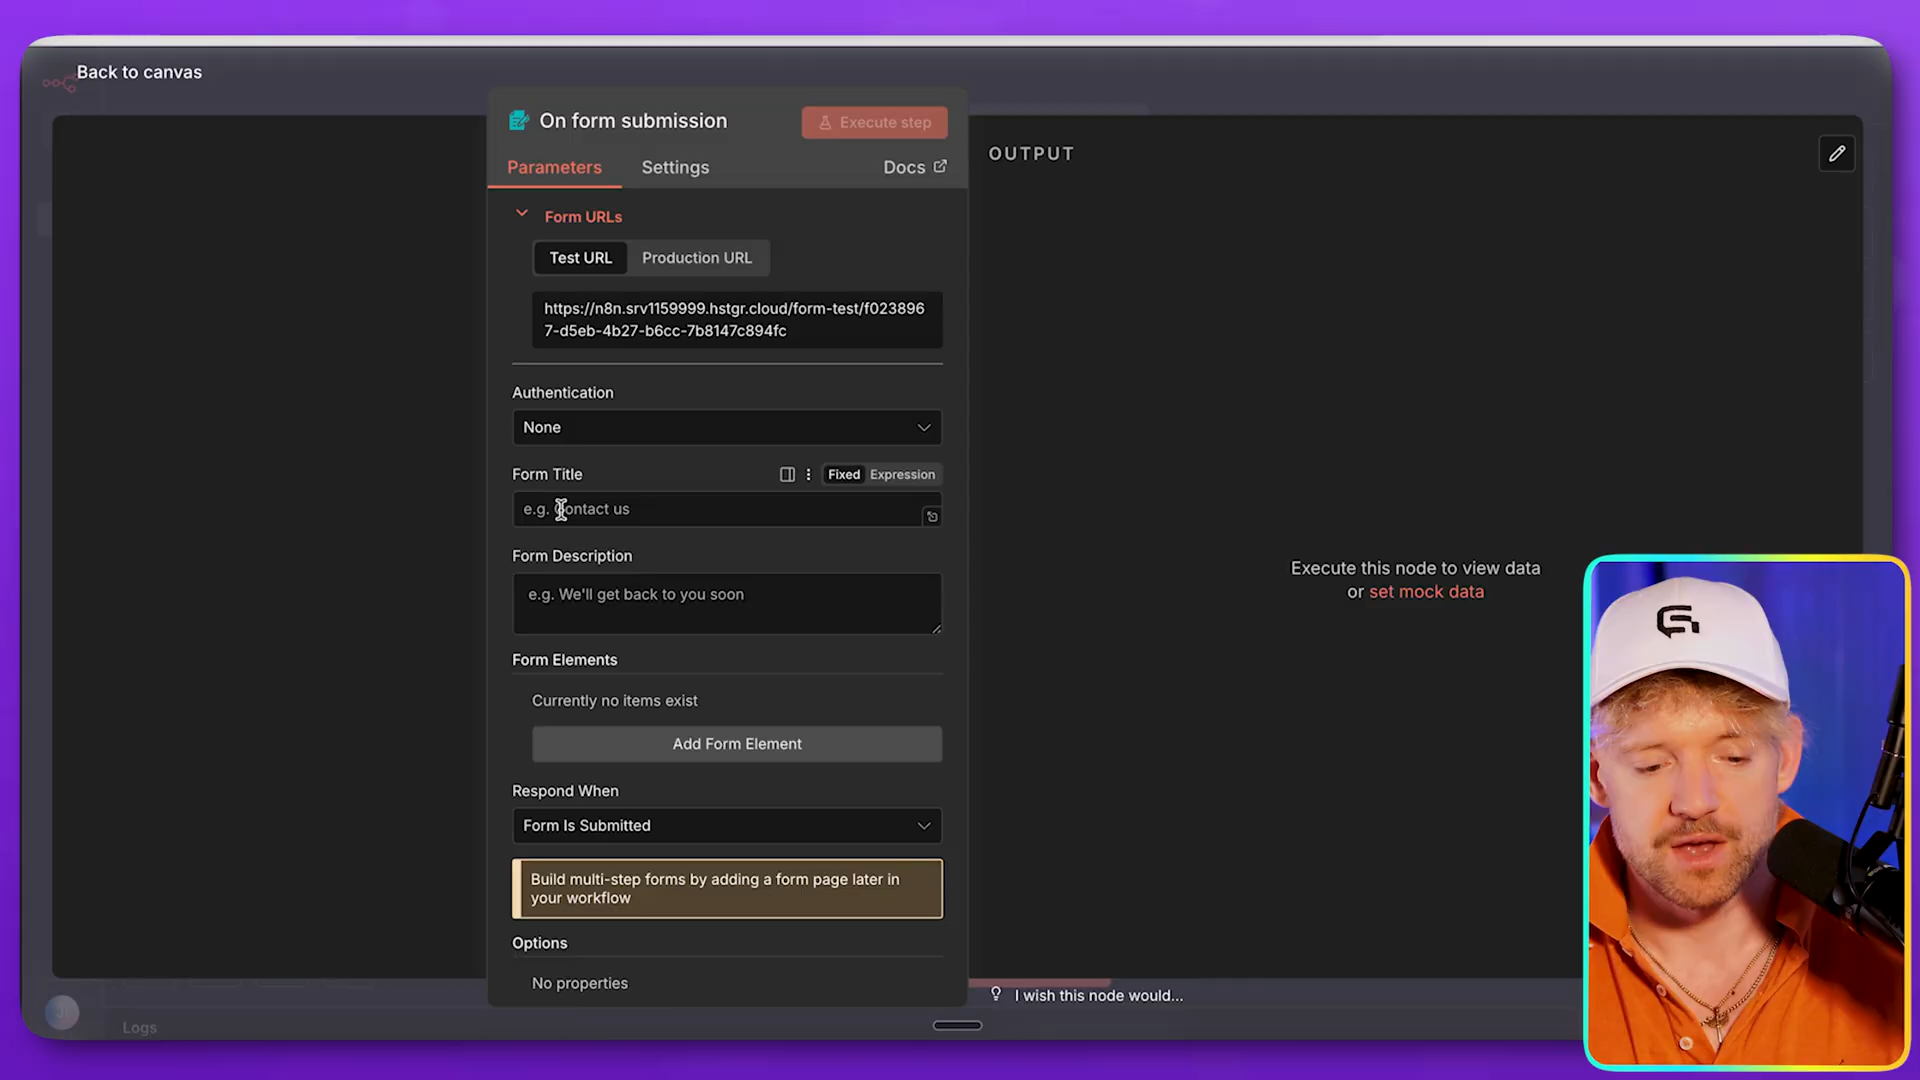 Back to canvas
On form submission
Execute step
Parameters
Settings
Docs
OUTPUT
Form URLs
Test URL
Production URL
https://n8n.srv1159999.hstgr.cloud/form-test/f023896
7-d5eb-4b27-b6cc-7b8147c894fc
Authentication
None
Form Title
Fixed
Expression
e.g. Contact us
Form Description
e.g. We'll get back to you soon
Form Elements
Currently no items exist
Add Form Element
Respond When
Form Is Submitted
Build multi-step forms by adding a form page later in
your workflow
Options
No properties
Execute this node to view data
or set mock data
I wish this node would...
Logs